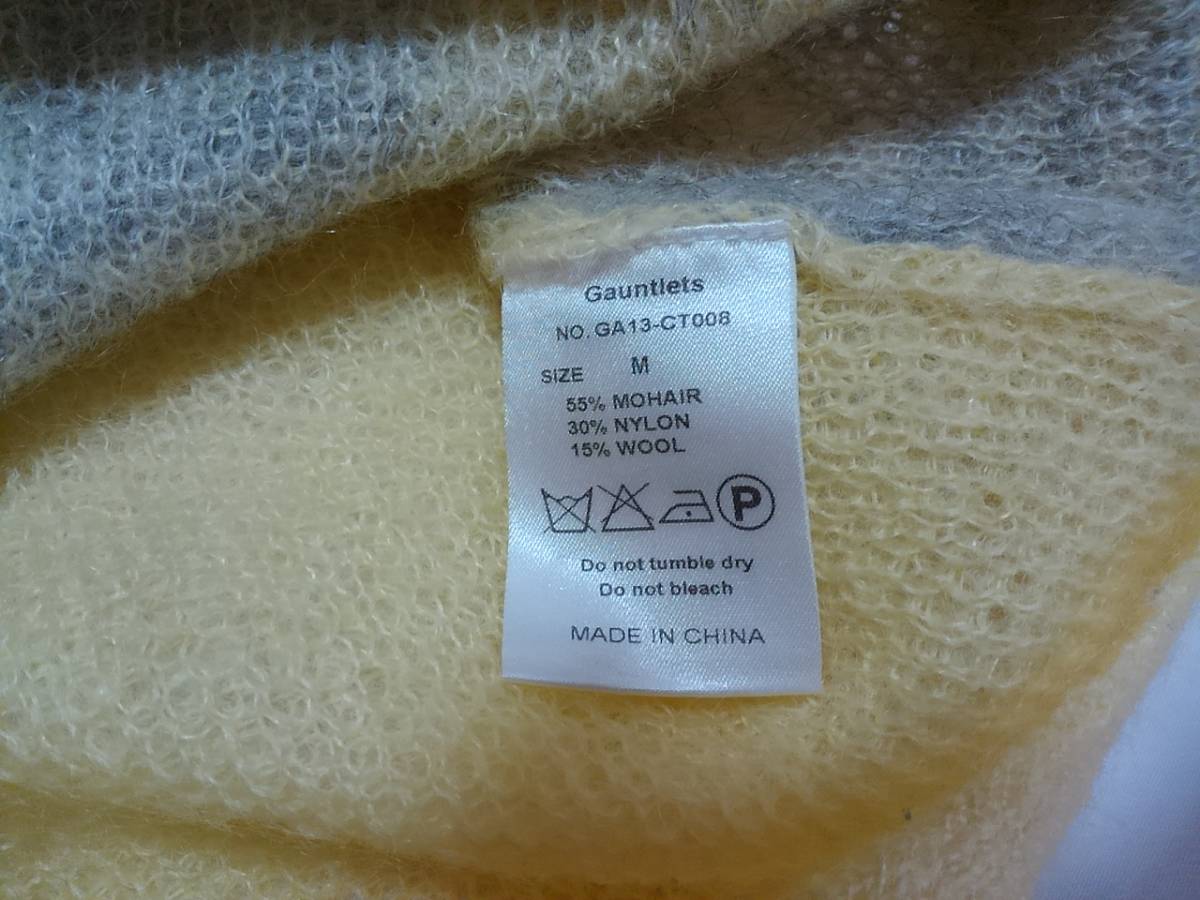 Gauntlets
NO. GA13-CT008
SIZE M
55% MOHAIR
30% NYLON
15% WOOL
P
Do not tumble dry
Do not bleach
MADE IN CHINA